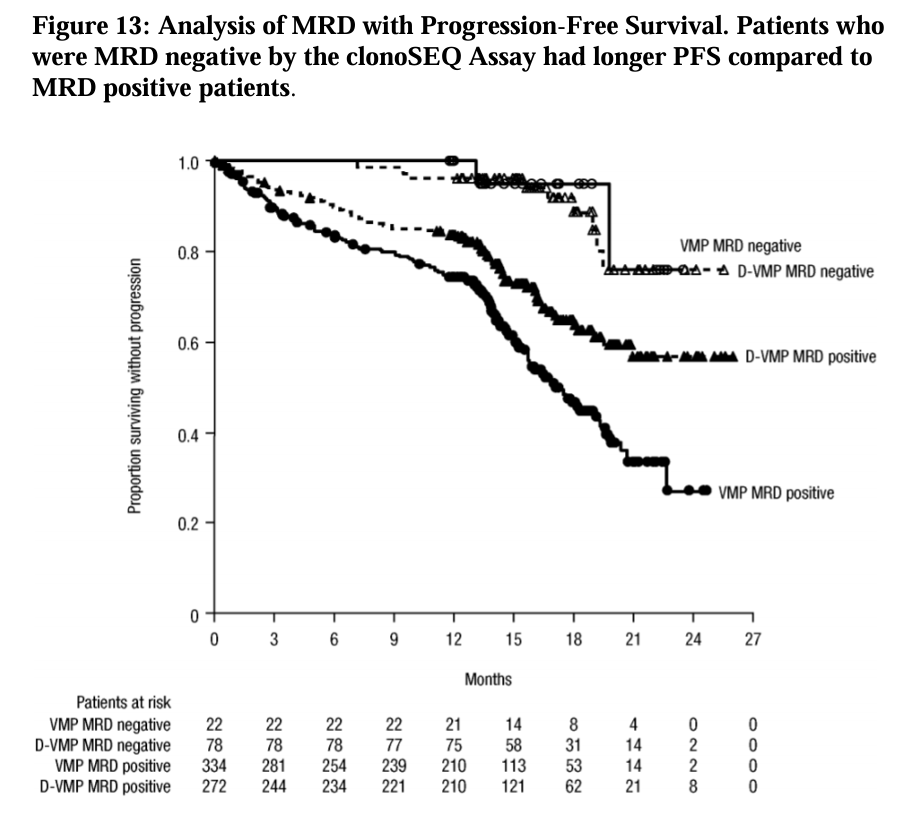 Figure 13: Analysis of MRD with Progression-Free Survival. Patients who
were MRD negative by the clonoSEQ Assay had longer PFS compared to
MRD positive patients.
Proportion surviving without progression
1.0
0.8
0.6
0.4
0.2
0
VMP MRD negative
D-VMP MRD negative
D-VMP MRD positive
VMP MRD positive
0 3 6 9 12 15 18 21 24 27
Months
Patients at risk
VMP MRD negative 22 22 22 22 21 14 8 4 0 0
D-VMP MRD negative 78 78 78 77 75 58 31 14 2 0
VMP MRD positive 334 281 254 239 210 113 53 14 2 0
D-VMP MRD positive 272 244 234 221 210 121 62 21 8 0